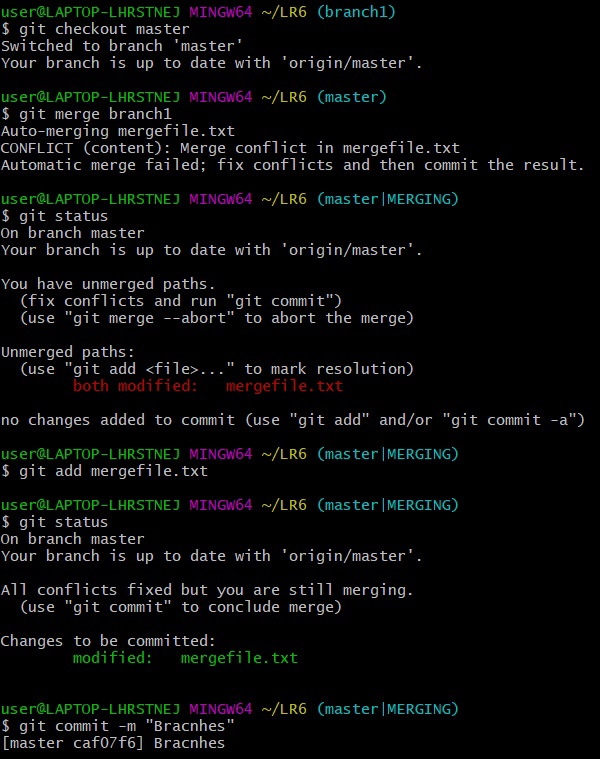 user@LAPTOP-LHRSTNEJ MINGW64 ~/LR6 (branch1)
$ git checkout master
Switched to branch 'master'
Your branch is up to date with 'origin/master'.

user@LAPTOP-LHRSTNEJ MINGW64 ~/LR6 (master)
$ git merge branch1
Auto-merging mergefile.txt
CONFLICT (content): Merge conflict in mergefile.txt
Automatic merge failed; fix conflicts and then commit the result.

user@LAPTOP-LHRSTNEJ MINGW64 ~/LR6 (master|MERGING)
$ git status
On branch master
Your branch is up to date with 'origin/master'.

You have unmerged paths.
  (fix conflicts and run "git commit")
  (use "git merge --abort" to abort the merge)

Unmerged paths:
  (use "git add <file>..." to mark resolution)
        both modified:   mergefile.txt

no changes added to commit (use "git add" and/or "git commit -a")

user@LAPTOP-LHRSTNEJ MINGW64 ~/LR6 (master|MERGING)
$ git add mergefile.txt

user@LAPTOP-LHRSTNEJ MINGW64 ~/LR6 (master|MERGING)
$ git status
On branch master
Your branch is up to date with 'origin/master'.

All conflicts fixed but you are still merging.
  (use "git commit" to conclude merge)

Changes to be committed:
        modified:   mergefile.txt


user@LAPTOP-LHRSTNEJ MINGW64 ~/LR6 (master|MERGING)
$ git commit -m "Bracnhes"
[master caf07f6] Bracnhes